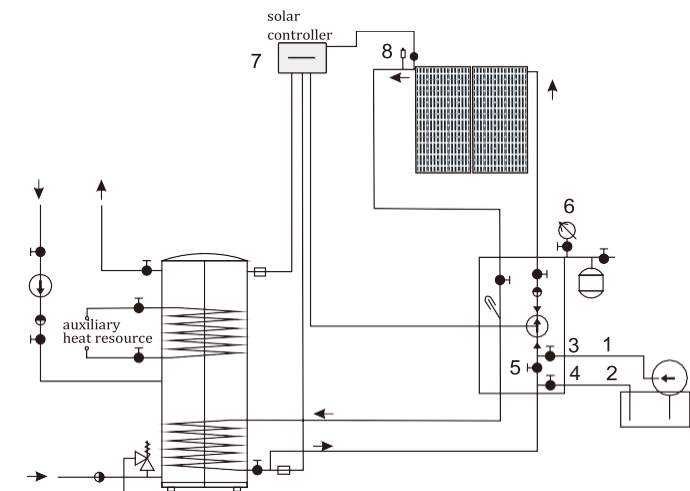 solar
controller
7
8
6
auxiliary
heat resource
3 1
5 4 2